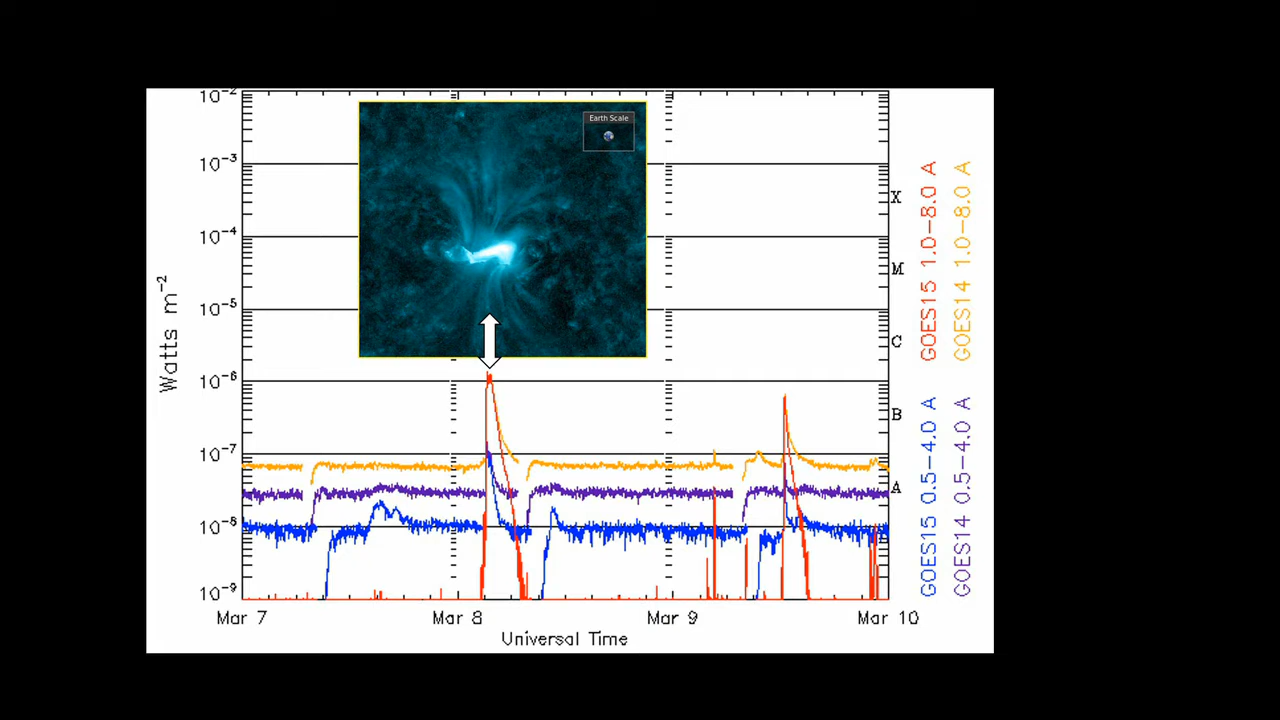 10⁻²
10⁻³
10⁻⁴
10⁻⁵
10⁻⁶
10⁻⁷
10⁻⁸
10⁻⁹
Watts m⁻²
Earth Scale
X
M
C
B
A
GOES15 1.0−8.0 A
GOES14 1.0−8.0 A
GOES15 0.5−4.0 A
GOES14 0.5−4.0 A
Mar 7 Mar 8 Mar 9 Mar 10
Universal Time